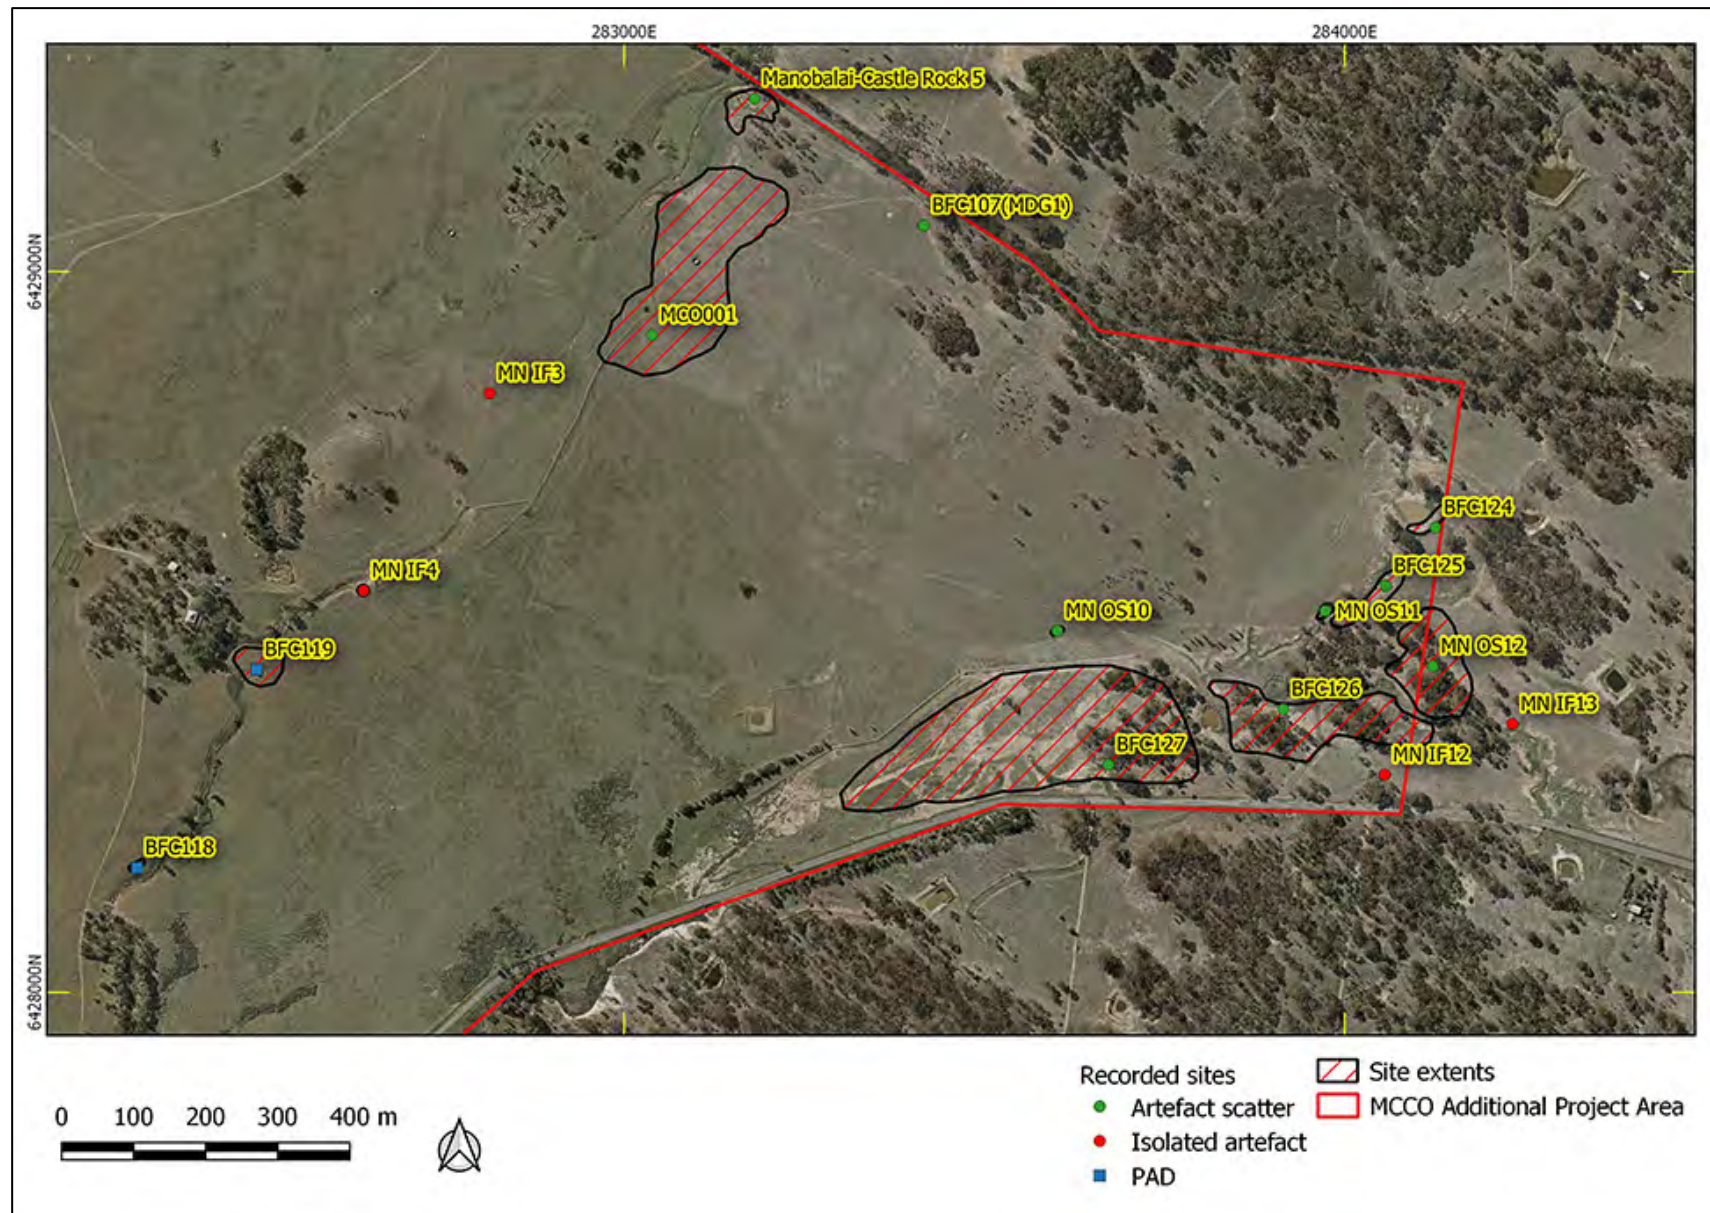 283000E
284000E
Manobalai-Castle Rock 5
BFC107(MDG1)
6429000N
MCO001
MN IF3
BFC124
MN IF4
BFC125
MN OS10
MN OS11
BFC119
MN OS12
BFC126
MN IF13
BFC127
MN IF12
BFC118
6428000N
Recorded sites
Site extents
0 100 200 300 400 m
Artefact scatter
MCCO Additional Project Area
Isolated artefact
PAD